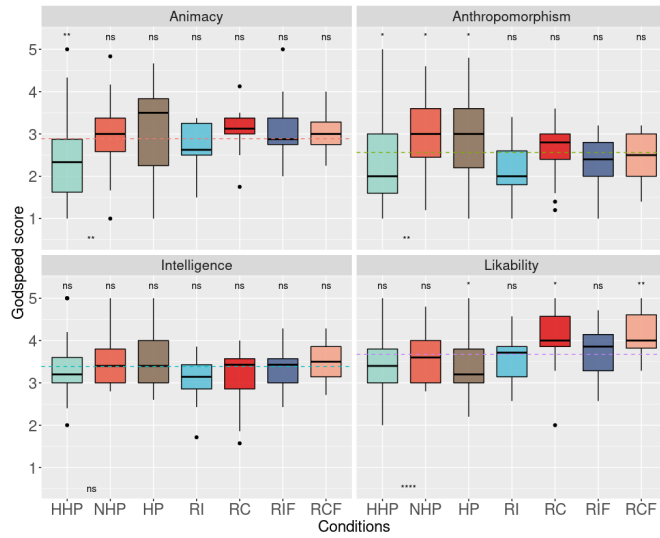 Animacy
Anthropomorphism
** ns ns ns ns ns ns
* * * ns ns ns ns
5
4
3
2
1
**
**
Intelligence
Likability
ns ns ns ns ns ns ns
ns ns * ns * ns **
5
4
3
2
1
ns
****
HHP NHP HP RI RC RIF RCF
HHP NHP HP RI RC RIF RCF
Conditions
Godspeed score